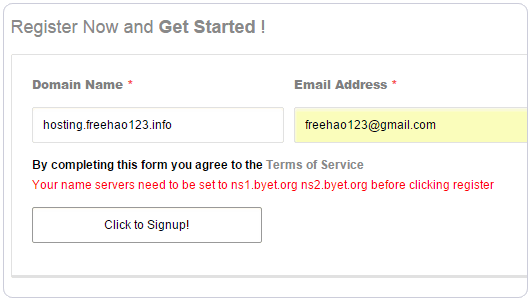 Register Now and Get Started !
Domain Name * Email Address *
hosting.freehao123.info freehao123@gmail.com
By completing this form you agree to the Terms of Service
Your name servers need to be set to ns1.byet.org ns2.byet.org before clicking register
Click to Signup!